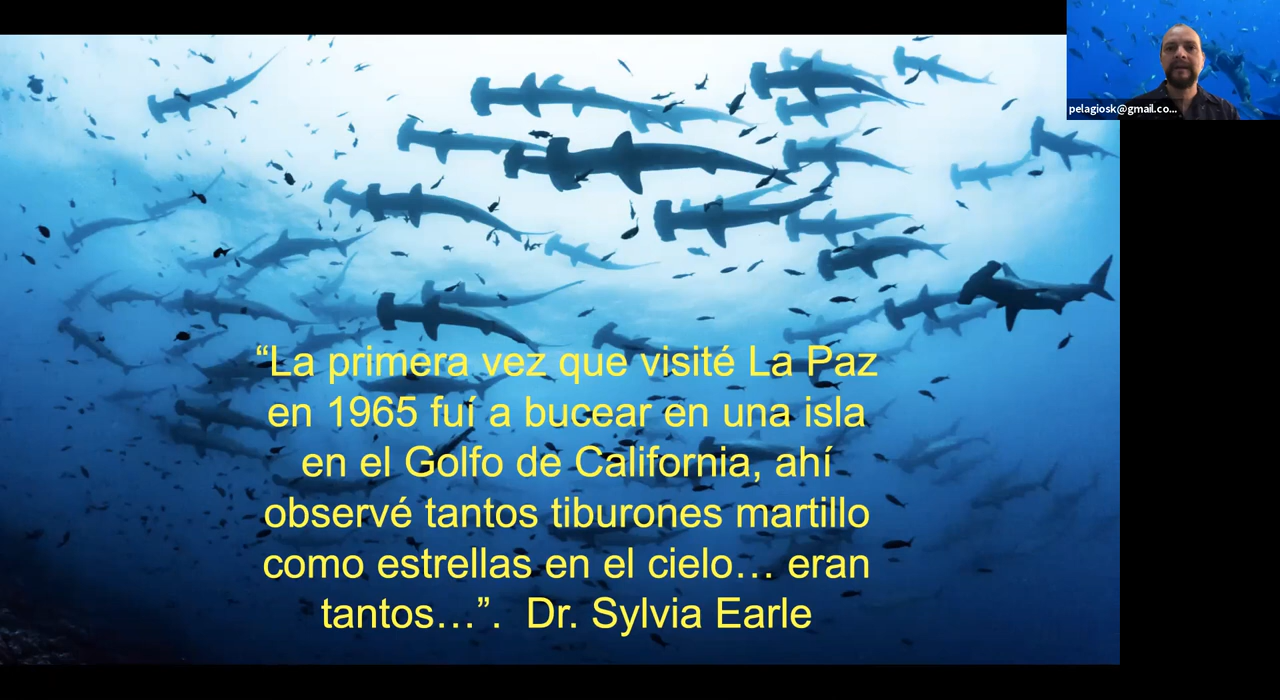 pelagiosk@gmail.co...
“La primera vez que visité La Paz
en 1965 fuí a bucear en una isla
en el Golfo de California, ahí
observé tantos tiburones martillo
como estrellas en el cielo… eran
tantos…”. Dr. Sylvia Earle